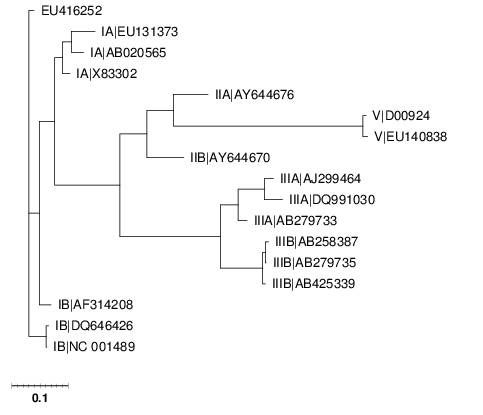 EU416252
IA|EU131373
IA|AB020565
IA|X83302
IIA|AY644676
V|D00924
V|EU140838
IIB|AY644670
IIIA|AJ299464
IIIA|DQ991030
IIIA|AB279733
IIIB|AB258387
IIIB|AB279735
IIIB|AB425339
IB|AF314208
IB|DQ646426
IB|NC 001489
0.1